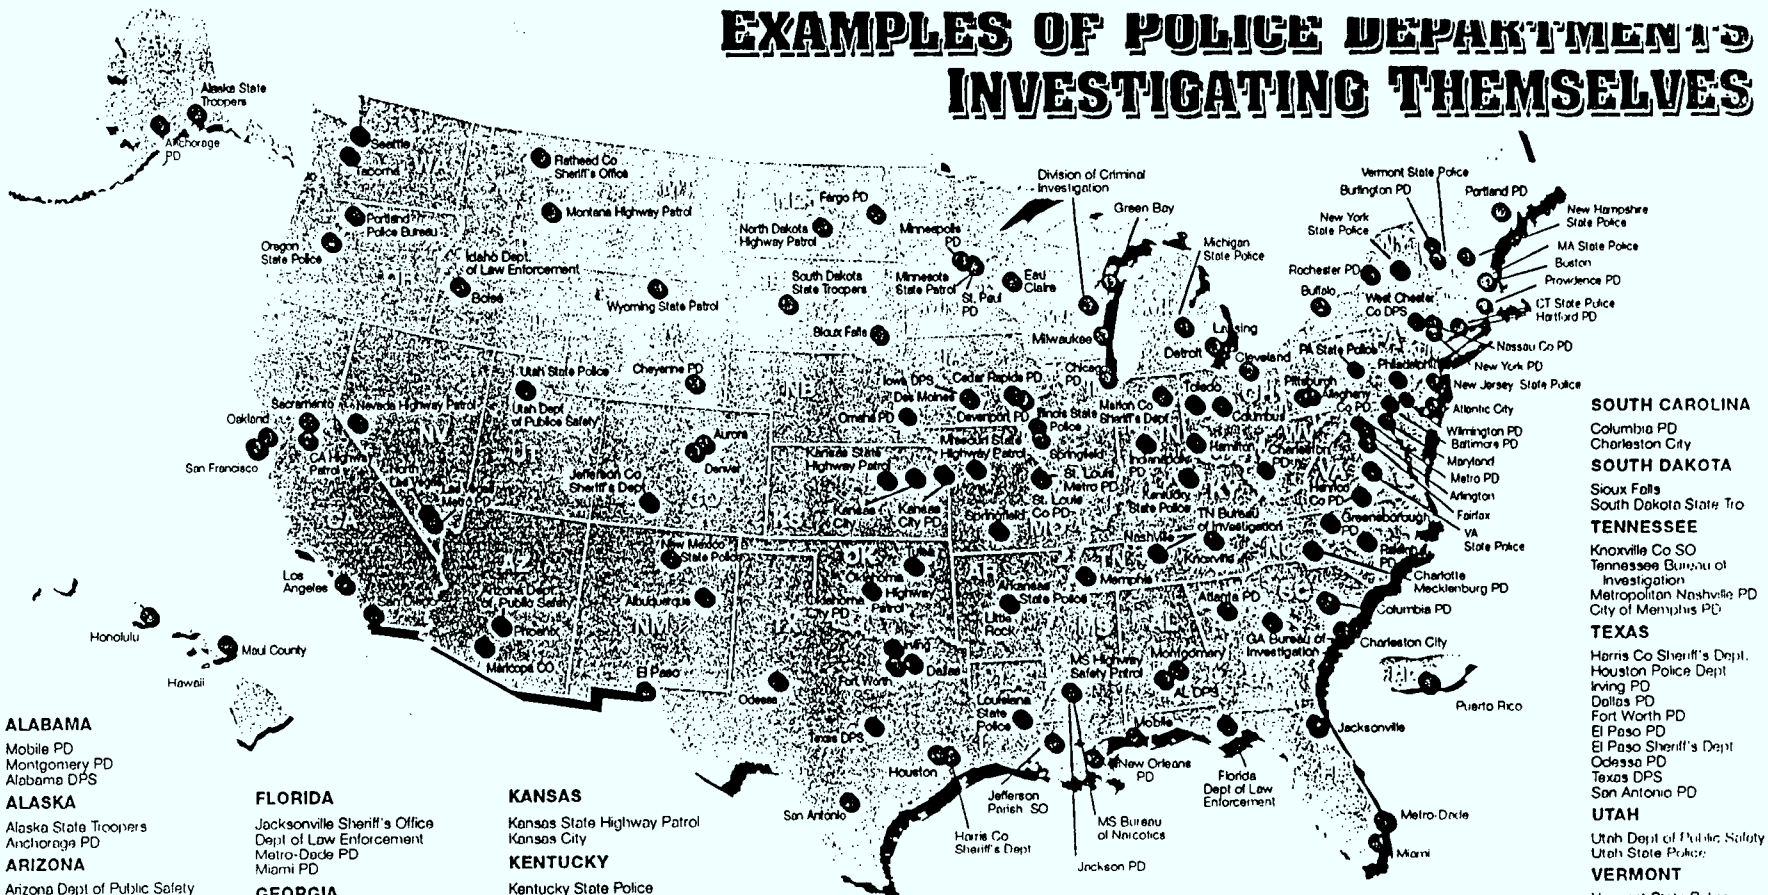 EXAMPLES OF POLICE DEPARTMENTS
INVESTIGATING THEMSELVES
Alaska State
Troopers
Anchorage
PD
Seattle
Tacoma
WA
Flathead Co
Sheriff's Office
Montana Highway Patrol
Portland
Police Bureau
Oregon
State Police
Idaho Dept.
of Law Enforcement
Boise
Wyoming State Patrol
Fargo PD
North Dakota
Highway Patrol
Minneapolis
PD
South Dakota
State Troopers
Minnesota
State Patrol
St. Paul
PD
Eau
Claire
Sioux Falls
Division of Criminal
Investigation
Green Bay
Milwaukee
Michigan
State Police
Lansing
Detroit
Cleveland
Vermont State Police
Burlington PD
Portland PD
New York
State Police
New Hampshire
State Police
MA State Police
Boston
Providence PD
Rochester PD
Buffalo
West Chester
Co DPS
CT State Police
Hartford PD
Nassau Co PD
New York PD
New Jersey State Police
PA State Police
Philadelphia
Pittsburgh
Allegheny
Co PD
Atlantic City
Wilmington PD
Baltimore PD
Maryland
Metro PD
Arlington
Fairfax
VA
State Police
Utah State Police
Utah Dept
of Publice Safety
Cheyenne PD
NB
Iowa DPS
Des Moines
Cedar Rapids PD
Davenport PD
Chicago
PD
Illinois State
Police
Omaha PD
Marion Co
Sheriff's Dept
Toledo
Columbus
Sacramento
Oakland
San Francisco
Nevada Highway Patrol
CA Highway
Patrol
NV
UT
North
Las Vegas
Las Vegas
Metro
Aurora
Denver
Jefferson Co
Sheriff's Dept
CO
Kansas State
Highway Patrol
Missouri State
Highway Patrol
Springfield
St. Louis
Metro PD
St. Louis
Co PD
Kansas
City
Kansas
City PD
KS
Springfield
Indianapolis
PD
Hamilton
Charleston
PD
Kentucky
State Police
VA
Henrico
Co PD
TN Bureau
of Investigation
Greensborough
PD
Raleigh
PD
Nashville
Knoxville
Memphis
Charlotte
Mecklenburg PD
Columbia PD
Charleston City
New Mexico
State Police
OK
Tulsa
Oklahoma
Highway
Patrol
Oklahoma
City PD
Arkansas
State Police
Little
Rock
Los
Angeles
San Diego
AZ
Arizona Dept
of Public Safety
Phoenix
Maricopa CO
Albuquerque
NM
TX
El Paso
Odessa
Irving
Dallas
Fort Worth
Texas DPS
Houston
San Antonio
Harris Co
Sheriff's Dept
MS
MS Highway
Safety Patrol
Louisiana
State
Police
Jefferson
Parish SO
Jackson PD
MS Bureau
of Narcotics
New Orleans
PD
Mobile
Montgomery
AL DPS
Atlanta PD
GA Bureau of
Investigation
Florida
Dept of Law
Enforcement
Jacksonville
Metro-Dade
Miami
Puerto Rico
Honolulu
Maui County
Hawaii
ALABAMA
Mobile PD
Montgomery PD
Alabama DPS
ALASKA
Alaska State Troopers
Anchorage PD
ARIZONA
Arizona Dept of Public Safety
FLORIDA
Jacksonville Sheriff's Office
Dept of Law Enforcement
Metro-Dade PD
Miami PD
GEORGIA
KANSAS
Kansas State Highway Patrol
Kansas City
KENTUCKY
Kentucky State Police
SOUTH CAROLINA
Columbia PD
Charleston City
SOUTH DAKOTA
Sioux Falls
South Dakota State Tro
TENNESSEE
Knoxville Co SO
Tennessee Bureau of
Investigation
Metropolitan Nashville PD
City of Memphis PD
TEXAS
Harris Co Sheriff's Dept.
Houston Police Dept
Irving PD
Dallas PD
Fort Worth PD
El Paso PD
El Paso Sheriff's Dept
Odessa PD
Texas DPS
San Antonio PD
UTAH
Utah Dept of Public Safety
Utah State Police
VERMONT